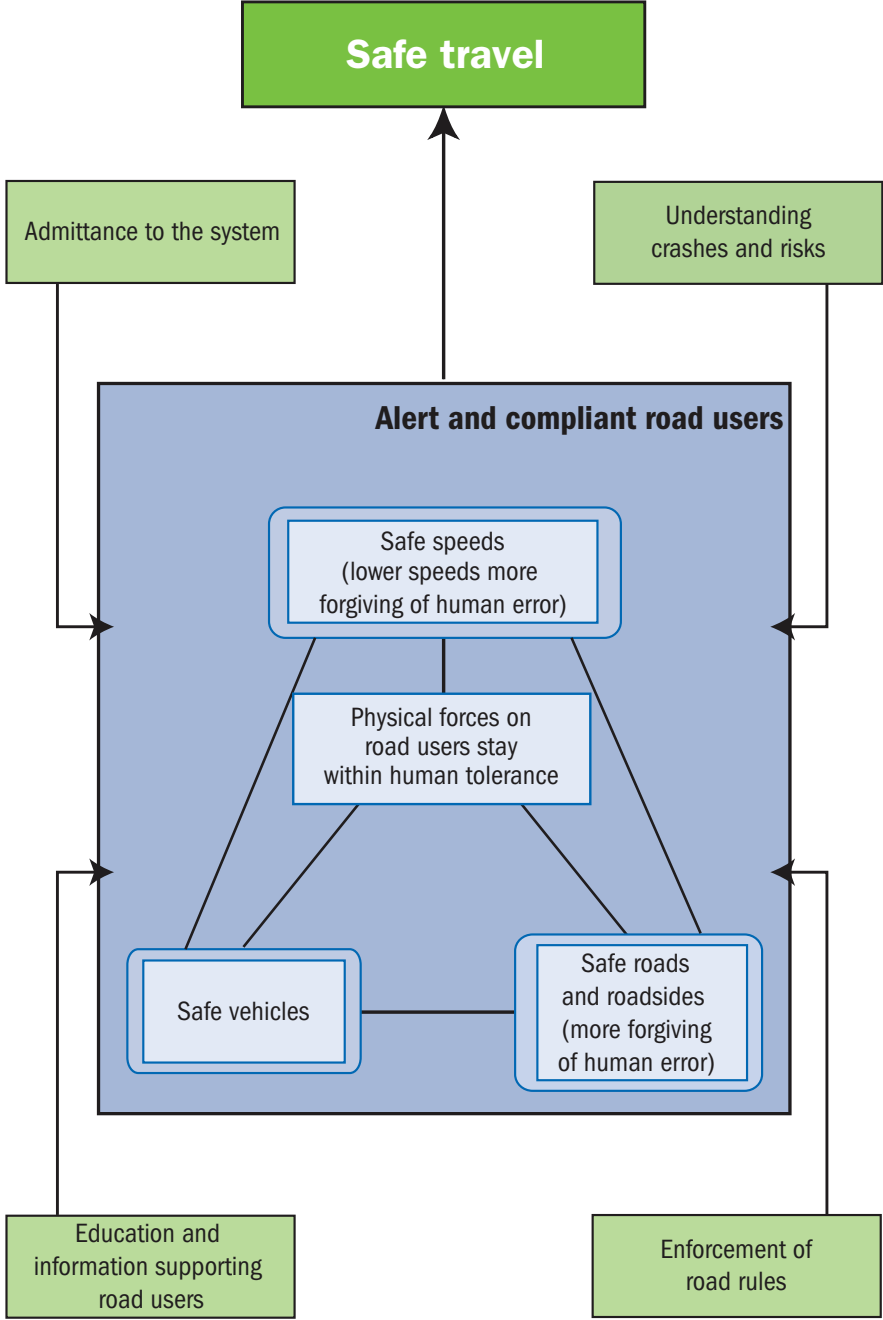 Safe travel
Admittance to the system
Understanding
crashes and risks
Alert and compliant road users
Safe speeds
(lower speeds more
forgiving of human error)
Physical forces on
road users stay
within human tolerance
Safe vehicles
Safe roads
and roadsides
(more forgiving
of human error)
Education and
information supporting
road users
Enforcement of
road rules